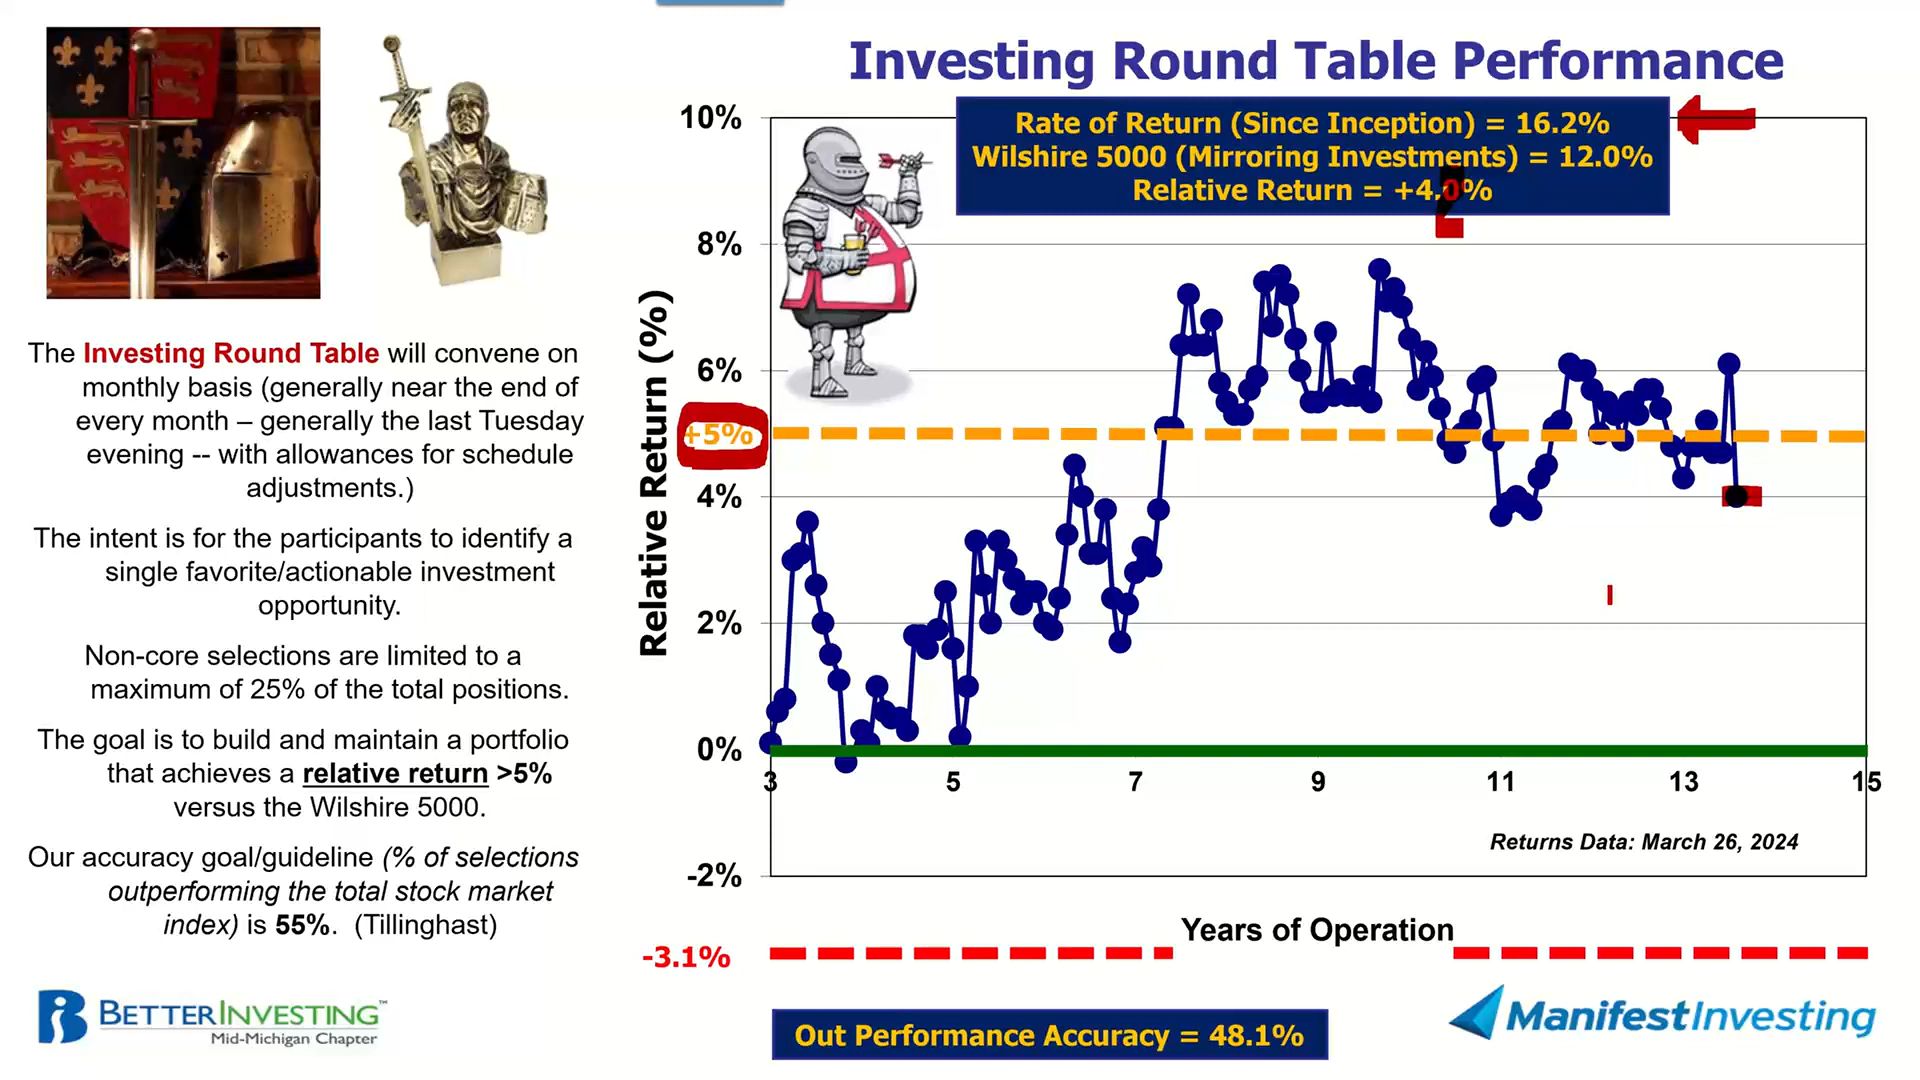 Investing Round Table Performance
Rate of Return (Since Inception) = 16.2%
Wilshire 5000 (Mirroring Investments) = 12.0%
Relative Return = +4.0%
The Investing Round Table will convene on
monthly basis (generally near the end of
every month – generally the last Tuesday
evening -- with allowances for schedule
adjustments.)
The intent is for the participants to identify a
single favorite/actionable investment
opportunity.
Non-core selections are limited to a
maximum of 25% of the total positions.
The goal is to build and maintain a portfolio
that achieves a relative return >5%
versus the Wilshire 5000.
Our accuracy goal/guideline (% of selections
outperforming the total stock market
index) is 55%.  (Tillinghast)
Relative Return (%)
10%
8%
6%
+5%
4%
2%
0%
-2%
3 5 7 9 11 13 15
Returns Data: March 26, 2024
Years of Operation
-3.1%
Out Performance Accuracy = 48.1%
BETTERINVESTING™
Mid-Michigan Chapter
ManifestInvesting